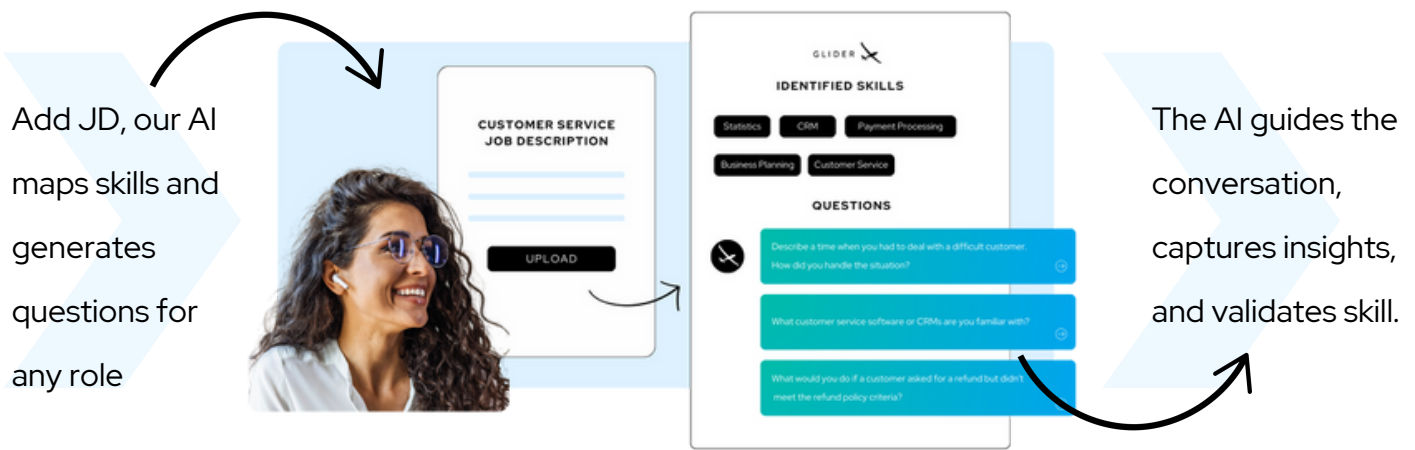 Add JD, our AI
maps skills and
generates
questions for
any role
CUSTOMER SERVICE
JOB DESCRIPTION
UPLOAD
GLIDER
IDENTIFIED SKILLS
Statistics
CRM
Payment Processing
Business Planning
Customer Service
QUESTIONS
Describe a time when you had to deal with a difficult customer.
How did you handle the situation?
What customer service software or CRMs are you familiar with?
What would you do if a customer asked for a refund but didn't
meet the refund policy criteria?
The AI guides the
conversation,
captures insights,
and validates skill.